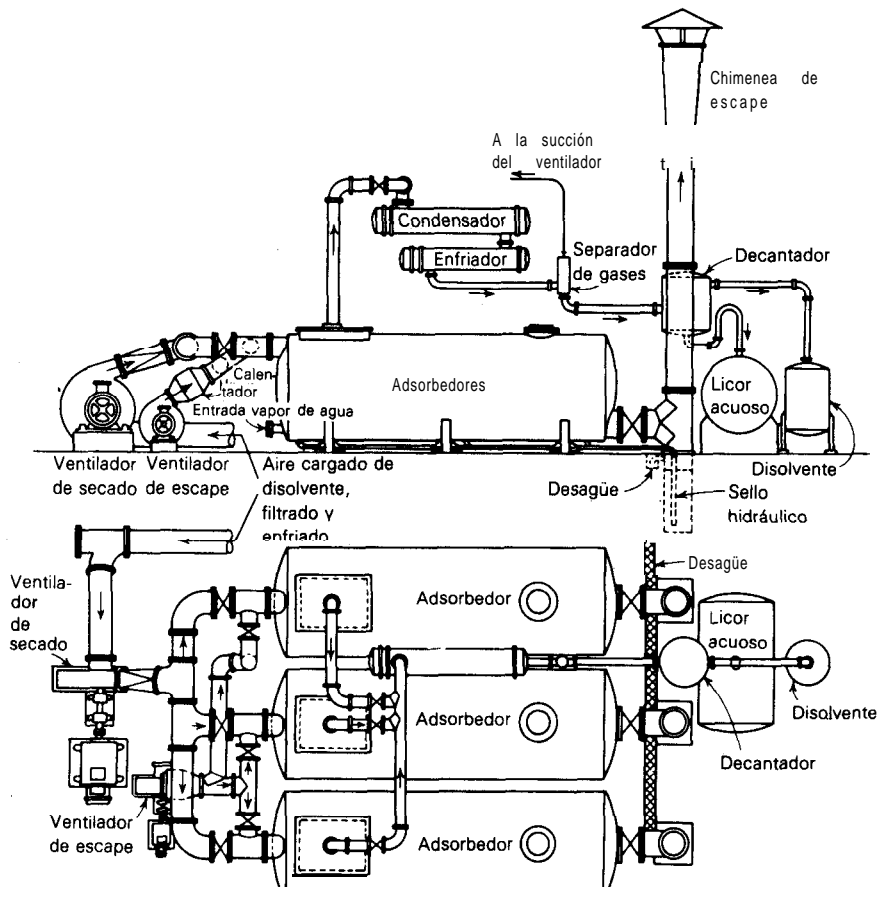 Chimenea de
escape
A la succión
del ventilador
t i
Condensador
Enfriador
Separador
de gases
Decantador
Calen-
tador
Adsorbedores
Entrada vapor de agua
Licor
acuoso
Ventilador
de secado
Ventilador
de escape
Aire cargado de
disolvente,
filtrado y
enfriado
Desagüe
Sello
hidráulico
Disolvente
Desagüe
Ventila-
dor
de
secado
Adsorbedor
Licor
acuoso
Adsorbedor
Disolvente
Decantador
Ventilador
de escape
Adsorbedor